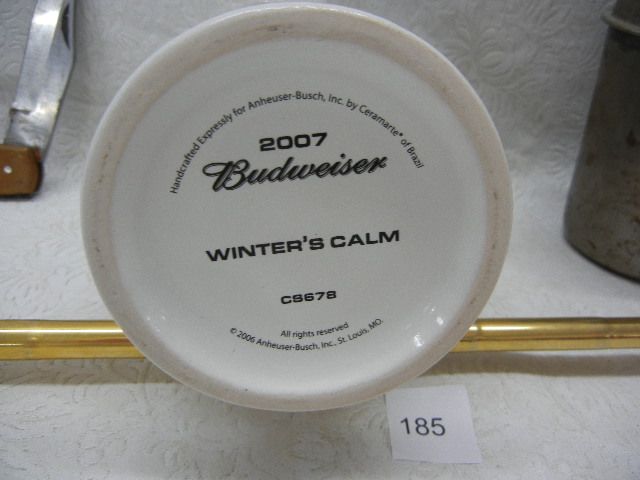 Handcrafted Expressly for Anheuser-Busch, Inc. by Ceramarte® of Brazil
2007
Budweiser
WINTER'S CALM
CS678
All rights reserved
© 2006 Anheuser-Busch, Inc., St. Louis, MO.
185